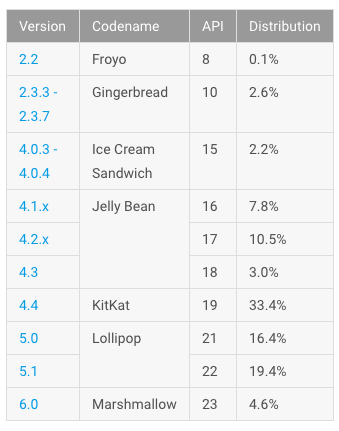 Version Codename API Distribution
2.2 Froyo 8 0.1%
2.3.3 - Gingerbread 10 2.6%
2.3.7
4.0.3 - Ice Cream 15 2.2%
4.0.4 Sandwich
4.1.x Jelly Bean 16 7.8%
4.2.x 17 10.5%
4.3 18 3.0%
4.4 KitKat 19 33.4%
5.0 Lollipop 21 16.4%
5.1 22 19.4%
6.0 Marshmallow 23 4.6%